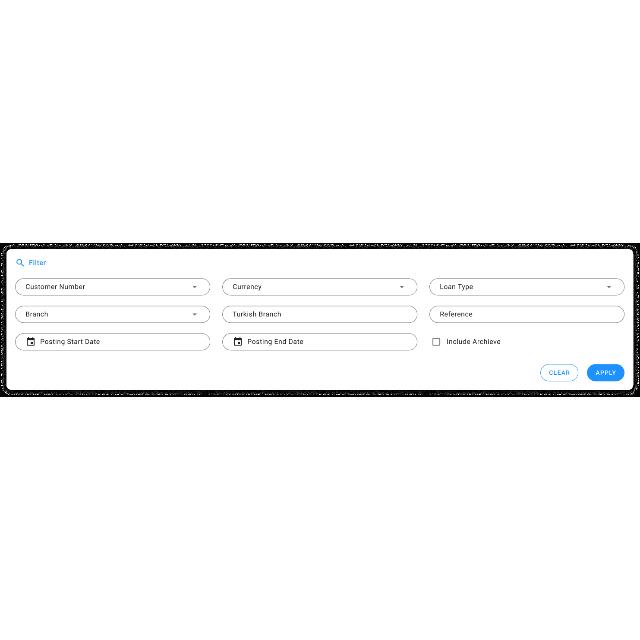 Filter
Customer Number
Currency
Loan Type
Branch
Turkish Branch
Reference
Posting Start Date
Posting End Date
Include Archieve
CLEAR
APPLY